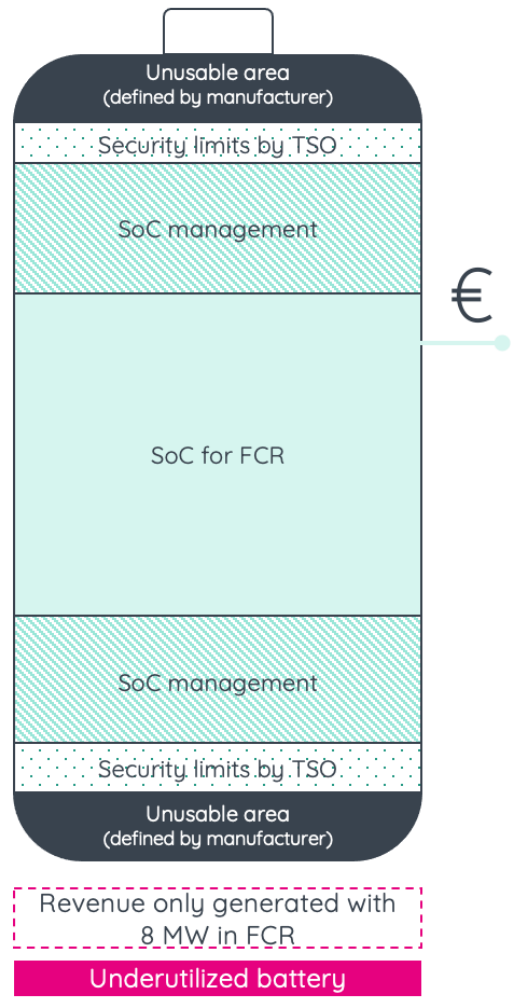 Unusable area
(defined by manufacturer)
Security limits by TSO
SoC management
€
SoC for FCR
SoC management
Security limits by TSO
Unusable area
(defined by manufacturer)
Revenue only generated with
8 MW in FCR
Underutilized battery